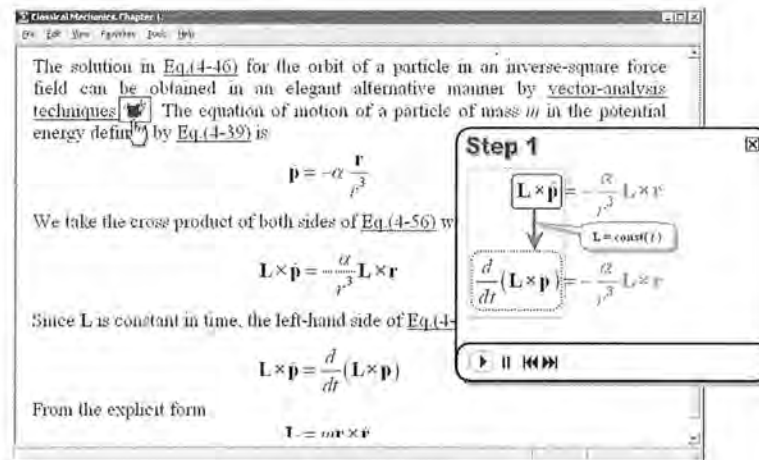 Classical Mechanics. Chapter 1:
File Edit View Favorites Tools Help
The solution in Eq.(4-46) for the orbit of a particle in an inverse-square force
field can be obtained in an elegant alternative manner by vector-analysis
techniques The equation of motion of a particle of mass m in the potential
energy defin by Eq.(4-39) is
ṗ = -α r/r³
We take the cross product of both sides of Eq.(4-56) w
L × ṗ = -α/r³ L × r
Since L is constant in time, the left-hand side of Eq.(4-
L × ṗ = d/dt (L × p)
From the explicit form
L = mr × ṙ
Step 1
L × ṗ = - α/r³ L × r
L = const(t)
d/dt (L × p) = - α/r³ L × r